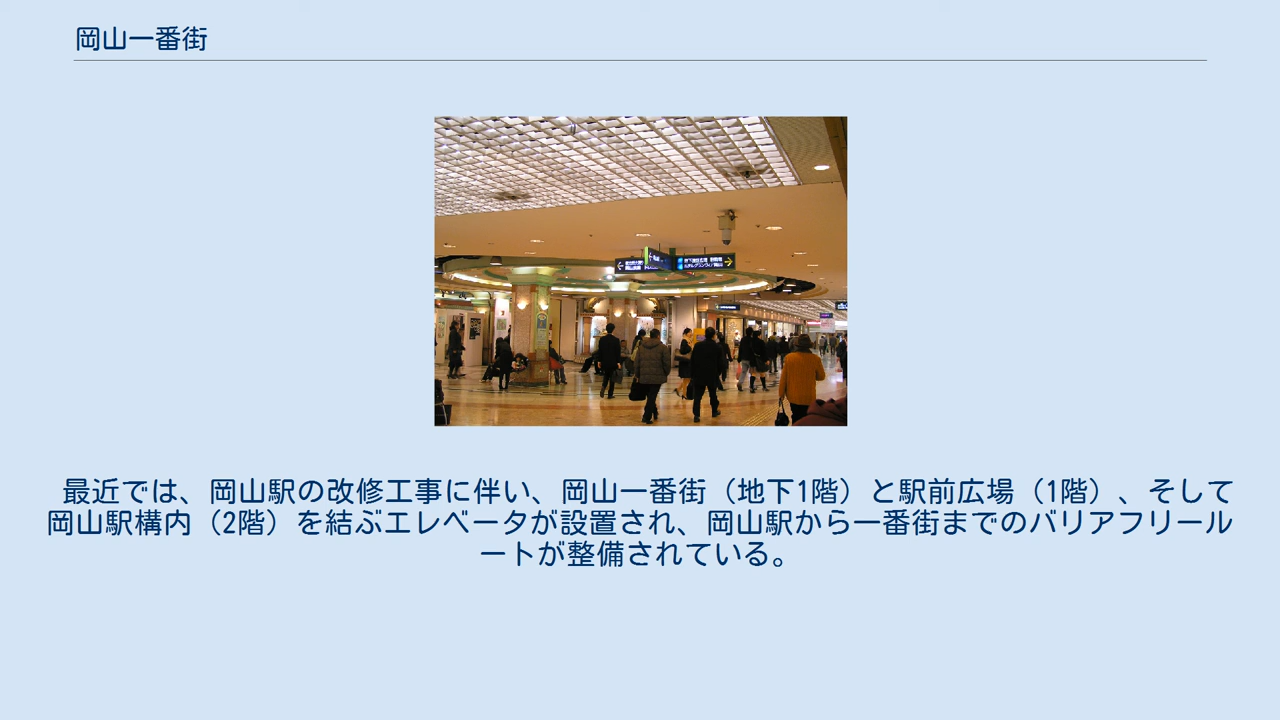 岡山一番街
最近では、岡山駅の改修工事に伴い、岡山一番街（地下1階）と駅前広場（1階）、そして
岡山駅構内（2階）を結ぶエレベータが設置され、岡山駅から一番街までのバリアフリール
ートが整備されている。